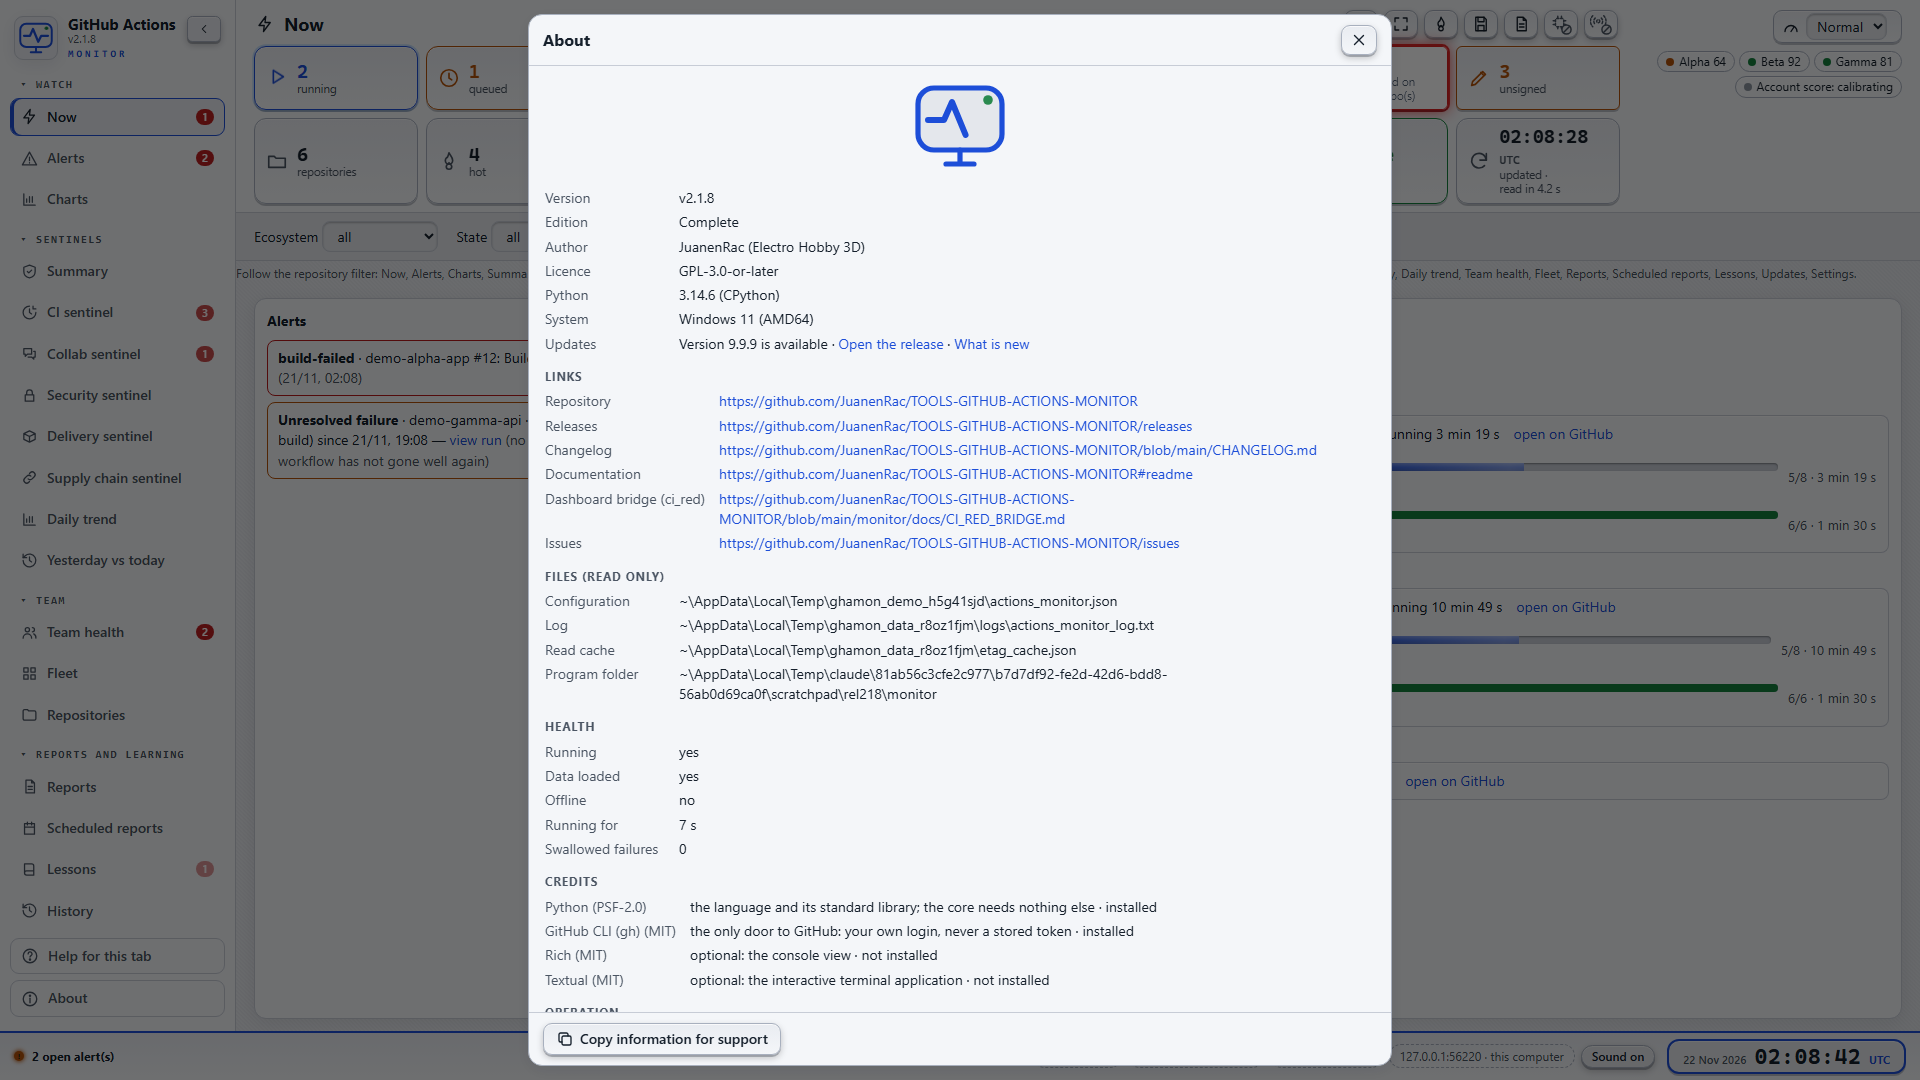 GitHub Actions
v2.1.8
MONITOR
WATCH
Now 1
Alerts 2
Charts
SENTINELS
Summary
CI sentinel 3
Collab sentinel 1
Security sentinel
Delivery sentinel
Supply chain sentinel
Daily trend
Yesterday vs today
TEAM
Team health 2
Fleet
Repositories
REPORTS AND LEARNING
Reports
Scheduled reports
Lessons 1
History
Help for this tab
About
2 open alert(s)
Now
2
running
1
queued
6
repositories
4
hot
Ecosystem all State all
Follow the repository filter: Now, Alerts, Charts, Summa
Alerts
build-failed · demo-alpha-app #12: Buil
(21/11, 02:08)
Unresolved failure · demo-gamma-api ·
build) since 21/11, 19:08 — view run (no
workflow has not gone well again)
About
Version v2.1.8
Edition Complete
Author JuanenRac (Electro Hobby 3D)
Licence GPL-3.0-or-later
Python 3.14.6 (CPython)
System Windows 11 (AMD64)
Updates Version 9.9.9 is available · Open the release · What is new
LINKS
Repository https://github.com/JuanenRac/TOOLS-GITHUB-ACTIONS-MONITOR
Releases https://github.com/JuanenRac/TOOLS-GITHUB-ACTIONS-MONITOR/releases
Changelog https://github.com/JuanenRac/TOOLS-GITHUB-ACTIONS-MONITOR/blob/main/CHANGELOG.md
Documentation https://github.com/JuanenRac/TOOLS-GITHUB-ACTIONS-MONITOR#readme
Dashboard bridge (ci_red) https://github.com/JuanenRac/TOOLS-GITHUB-ACTIONS-
MONITOR/blob/main/monitor/docs/CI_RED_BRIDGE.md
Issues https://github.com/JuanenRac/TOOLS-GITHUB-ACTIONS-MONITOR/issues
FILES (READ ONLY)
Configuration ~\AppData\Local\Temp\ghamon_demo_h5g41sjd\actions_monitor.json
Log ~\AppData\Local\Temp\ghamon_data_r8oz1fjm\logs\actions_monitor_log.txt
Read cache ~\AppData\Local\Temp\ghamon_data_r8oz1fjm\etag_cache.json
Program folder ~\AppData\Local\Temp\claude\81ab56c3cfe2c977\b7d7df92-fe2d-42d6-bdd8-
56ab0d69ca0f\scratchpad\rel218\monitor
HEALTH
Running yes
Data loaded yes
Offline no
Running for 7 s
Swallowed failures 0
CREDITS
Python (PSF-2.0) the language and its standard library; the core needs nothing else · installed
GitHub CLI (gh) (MIT) the only door to GitHub: your own login, never a stored token · installed
Rich (MIT) optional: the console view · not installed
Textual (MIT) optional: the interactive terminal application · not installed
OPERATION
Copy information for support
Normal
d on
oo(s)
3
unsigned
02:08:28
UTC
updated ·
read in 4.2 s
Alpha 64 Beta 92 Gamma 81
Account score: calibrating
, Daily trend, Team health, Fleet, Reports, Scheduled reports, Lessons, Updates, Settings.
unning 3 min 19 s open on GitHub
5/8 · 3 min 19 s
6/6 · 1 min 30 s
nning 10 min 49 s open on GitHub
5/8 · 10 min 49 s
6/6 · 1 min 30 s
open on GitHub
127.0.0.1:56220 · this computer
Sound on
22 Nov 2026 02:08:42 UTC